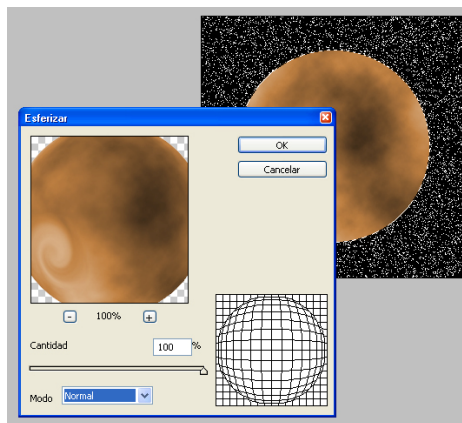 Esferizar
OK
Cancelar
- 100% +
Cantidad 100 %
Modo Normal